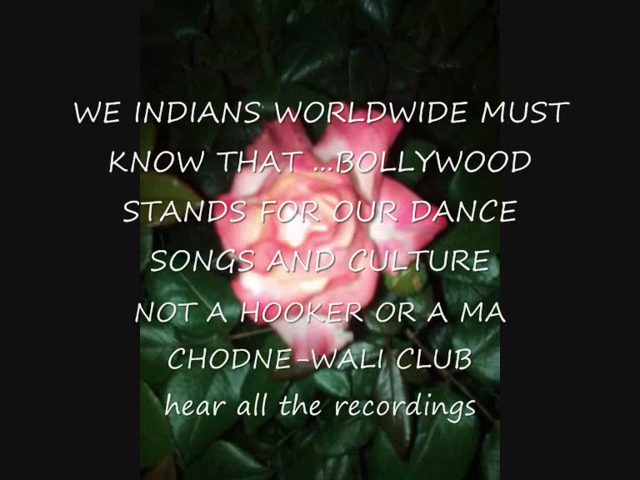 WE INDIANS WORLDWIDE MUST
KNOW THAT ...BOLLYWOOD
STANDS FOR OUR DANCE
SONGS AND CULTURE
NOT A HOOKER OR A MA
CHODNE-WALI CLUB
hear all the recordings